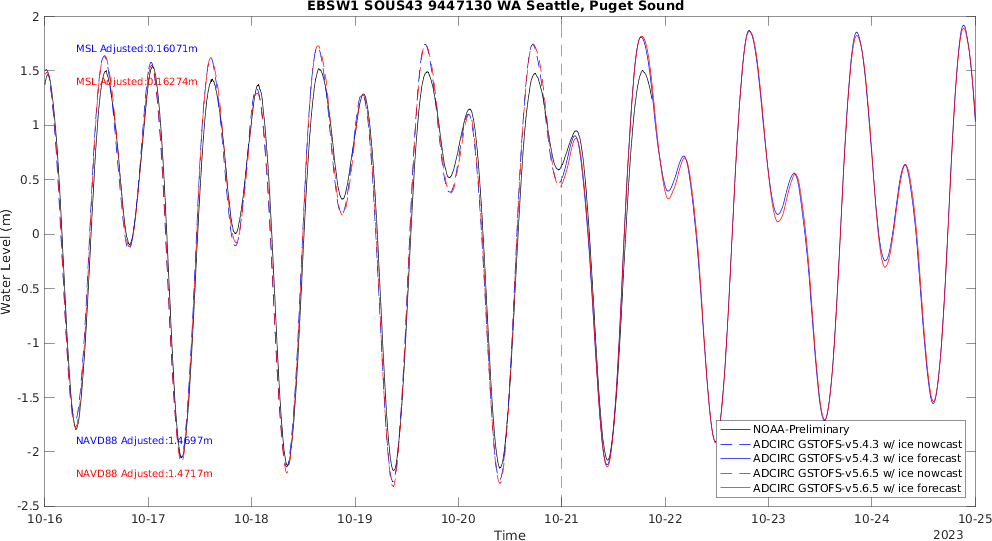 EBSW1 SOUS43 9447130 WA Seattle, Puget Sound
2
1.5
1
0.5
0
-0.5
-1
-1.5
-2
-2.5
Water Level (m)
MSL Adjusted:0.16071m
MSL Adjusted:0.16274m
NAVD88 Adjusted:1.4697m
NAVD88 Adjusted:1.4717m
NOAA-Preliminary
ADCIRC GSTOFS-v5.4.3 w/ ice nowcast
ADCIRC GSTOFS-v5.4.3 w/ ice forecast
ADCIRC GSTOFS-v5.6.5 w/ ice nowcast
ADCIRC GSTOFS-v5.6.5 w/ ice forecast
10-16 10-17 10-18 10-19 10-20 10-21 10-22 10-23 10-24 10-25
Time
2023